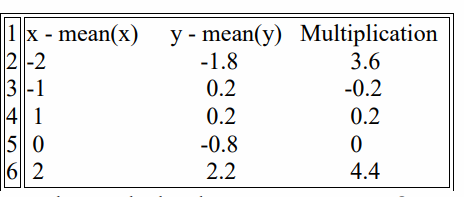 1 x - mean(x) y - mean(y) Multiplication
2 -2 -1.8 3.6
3 -1 0.2 -0.2
4 1 0.2 0.2
5 0 -0.8 0
6 2 2.2 4.4